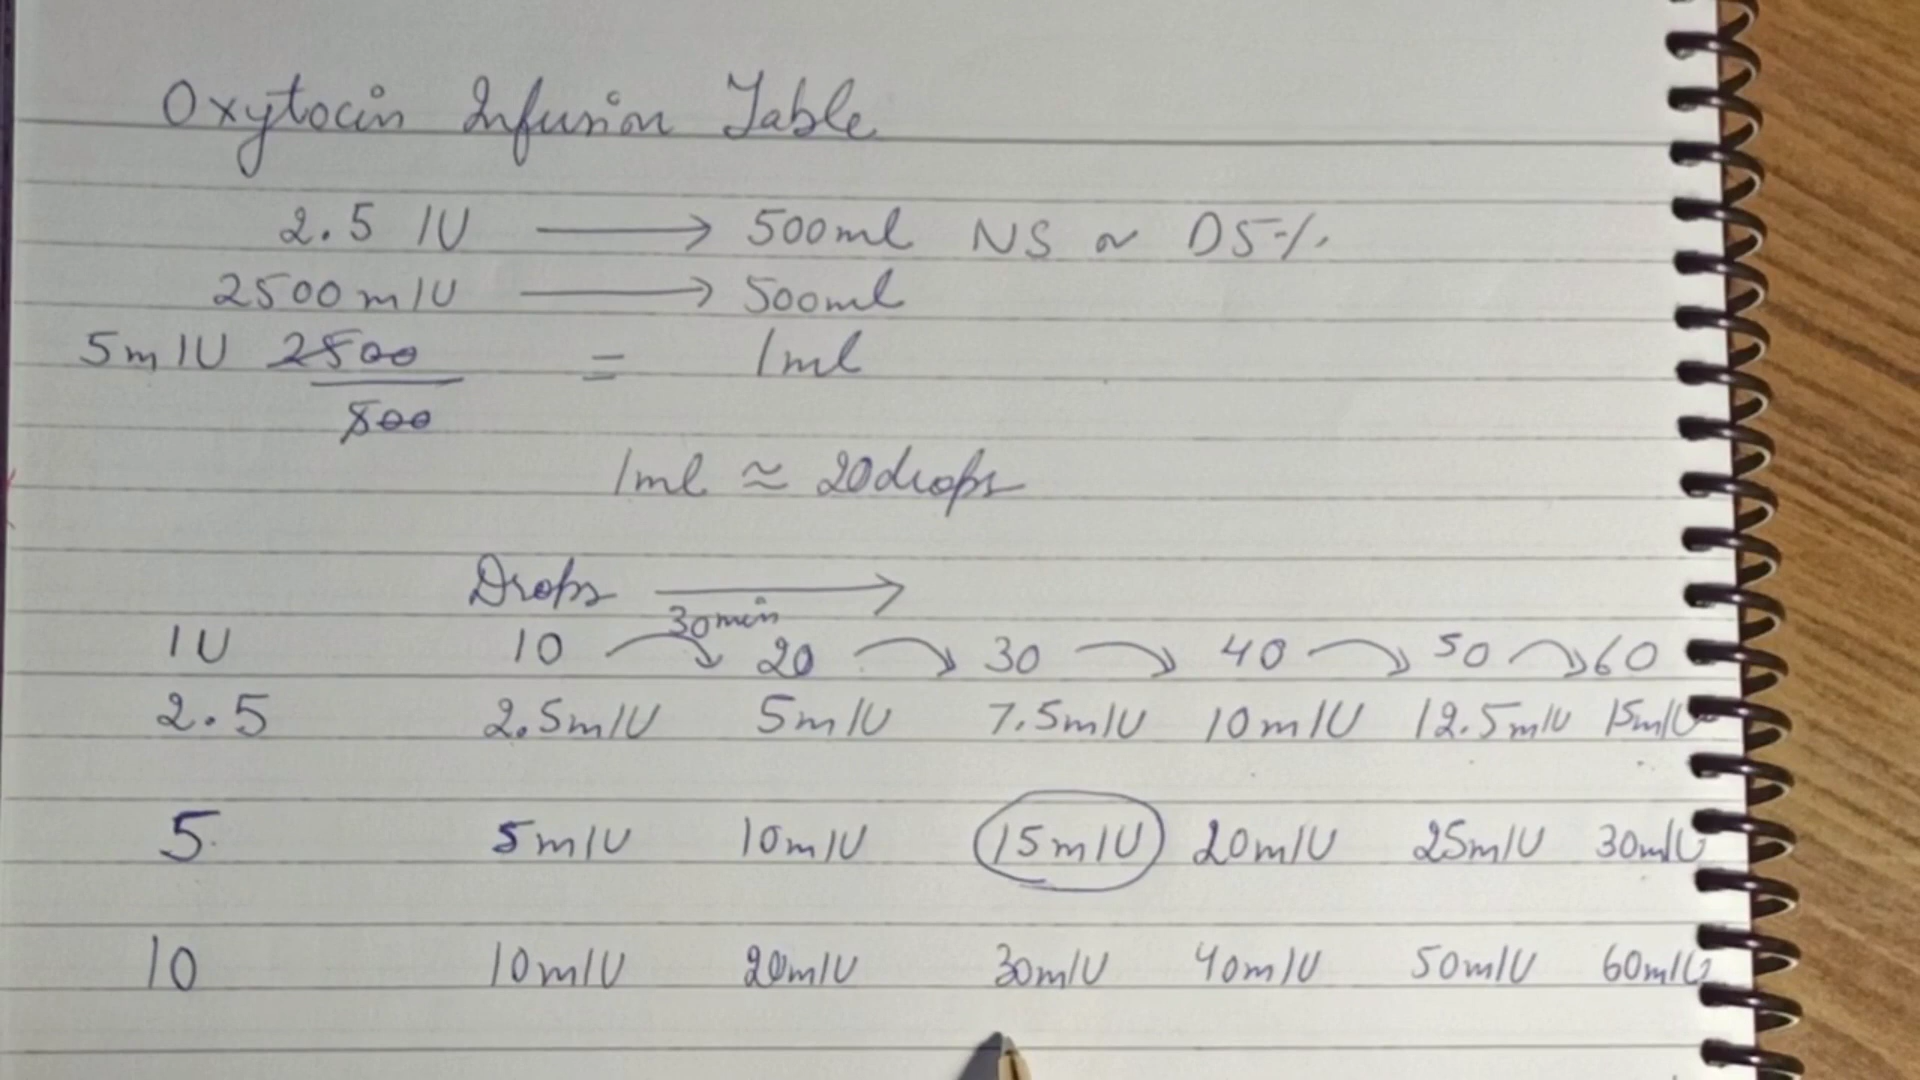 Oxytocin Infusion Table
2.5 IU → 500ml NS or D5%
2500mIU → 500ml
5mIU 2500 = 1ml
500
1ml ≈ 20drops
Drops →
30min
IU 10 20 30 40 50 60
2.5 2.5mIU 5mIU 7.5mIU 10mIU 12.5mIU 15mIU
5 5mIU 10mIU 15mIU 20mIU 25mIU 30mIU
10 10mIU 20mIU 30mIU 40mIU 50mIU 60mIU